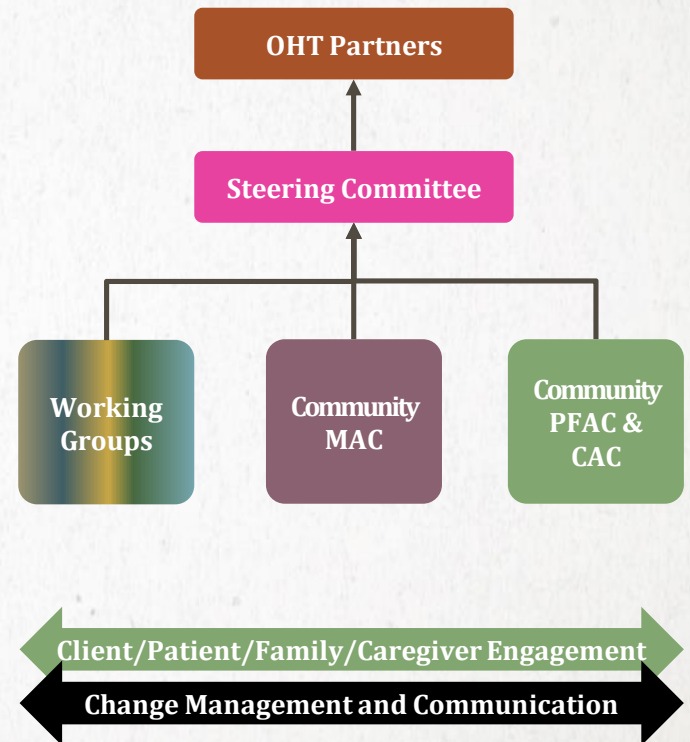 OHT Partners
Steering Committee
Working
Groups
Community
MAC
Community
PFAC &
CAC
Client/Patient/Family/Caregiver Engagement
Change Management and Communication